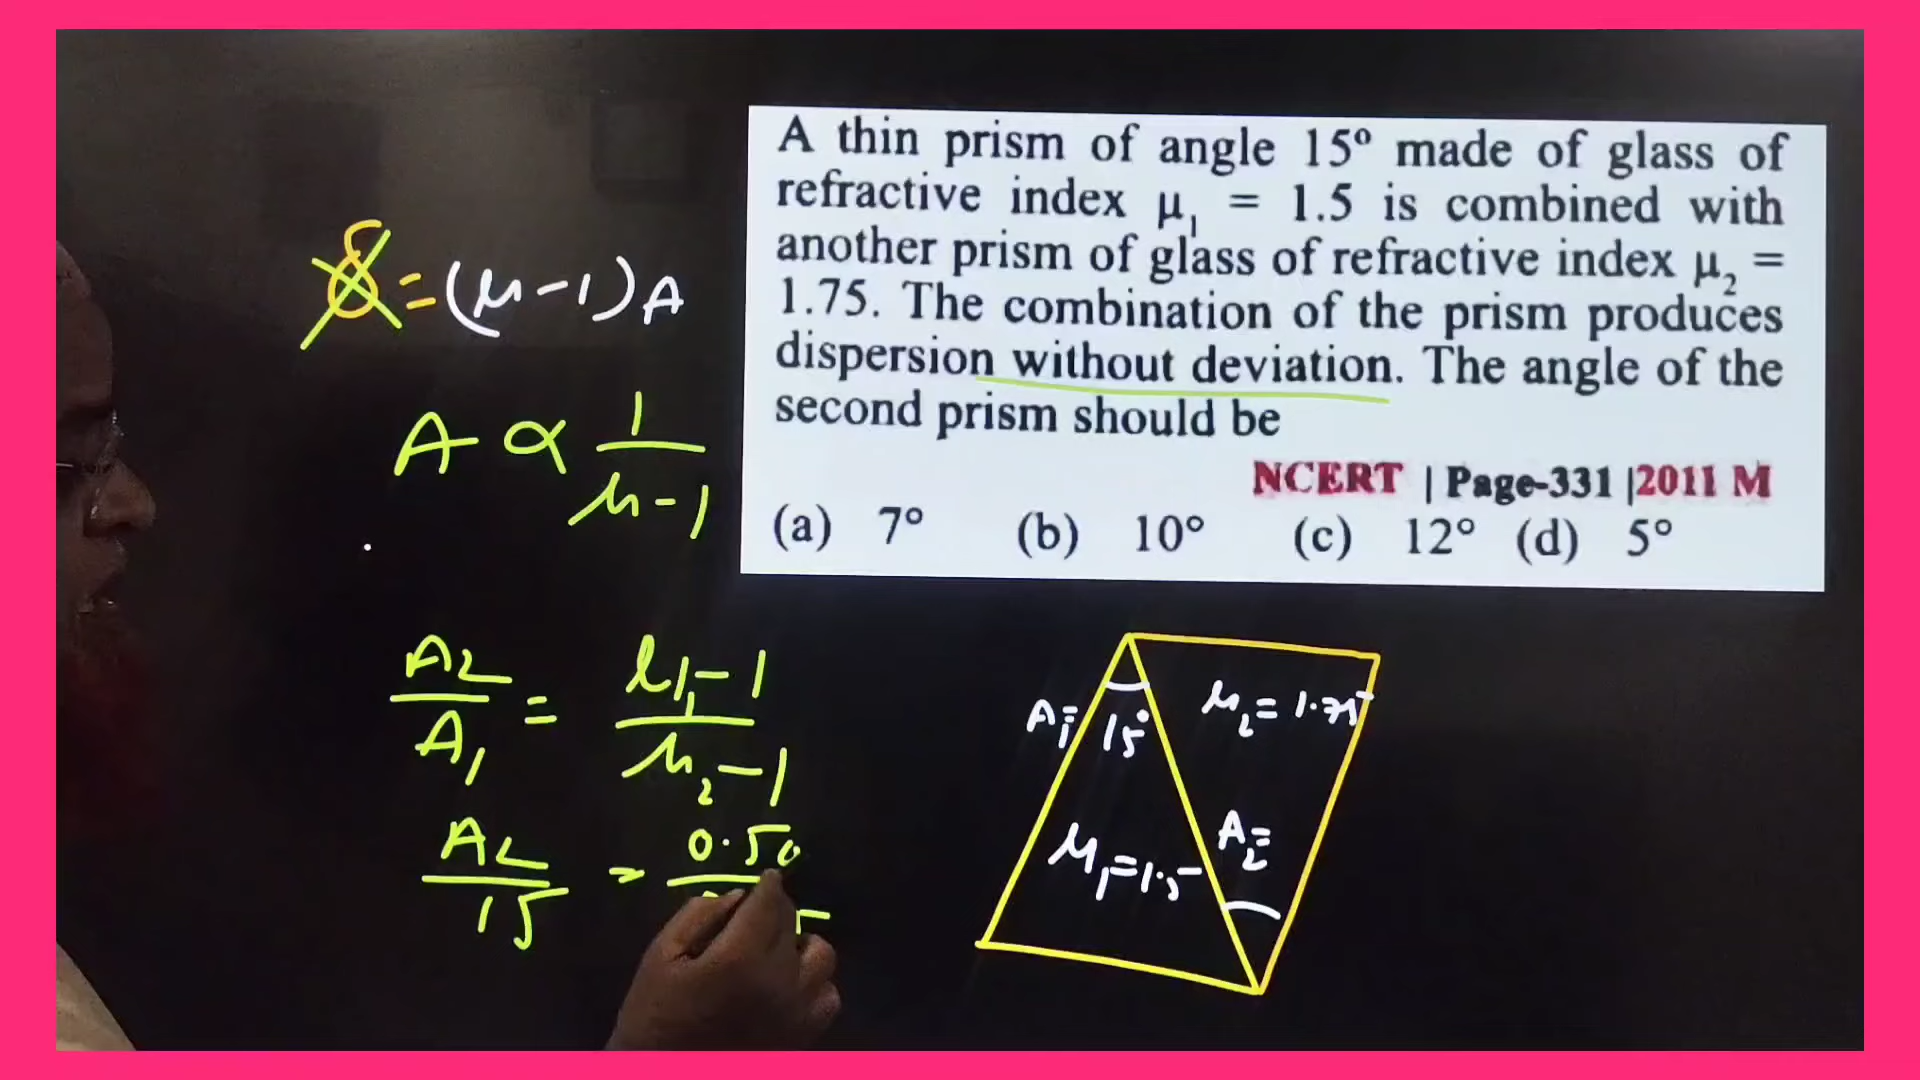 A thin prism of angle 15º made of glass of
refractive index μ₁ = 1.5 is combined with
another prism of glass of refractive index μ₂ =
1.75. The combination of the prism produces
dispersion without deviation. The angle of the
second prism should be
NCERT | Page-331 |2011 M
(a) 7° (b) 10° (c) 12° (d) 5°
δ = (μ-1)A
A ∝ 1/μ-1
A2/A1 = μ1-1/μ2-1
A2/15 = 0.50
A1= 15°
μ2 = 1.75
μ1=1.5
A2=